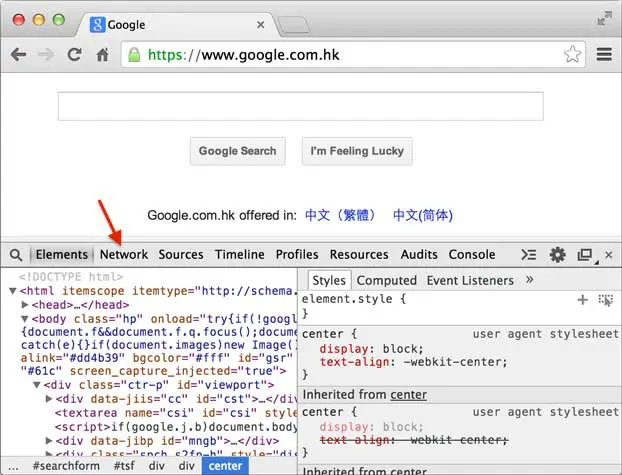 Google
https://www.google.com.hk
Google Search I'm Feeling Lucky
Google.com.hk offered in: 中文（繁體） 中文(简体)
Elements Network Sources Timeline Profiles Resources Audits Console
<!DOCTYPE html>
<html itemscope itemtype="http://schema.
<head>…</head>
<body class="hp" onload="try{if(!goog
{document.f&&document.f.q.focus();docume
catch(e){}if(document.images)new Image()
alink="#dd4b39" bgcolor="#fff" id="gsr"
"#61c" screen_capture_injected="true">
<div class="ctr-p" id="viewport">
<div data-jiis="cc" id="cst">…</div>
<textarea name="csi" id="csi" style
<script>if(google.j.b)document.body
<div data-jibp id="mngb">…</div>
<div class="spch s2fp-h" style="
… #searchform #tsf div div center
Styles Computed Event Listeners »
element.style {
}
center { user agent stylesheet
display: block;
text-align: -webkit-center;
}
Inherited from center
center { user agent stylesheet
display: block;
text-align: -webkit-center;
}
Inherited from #searchform